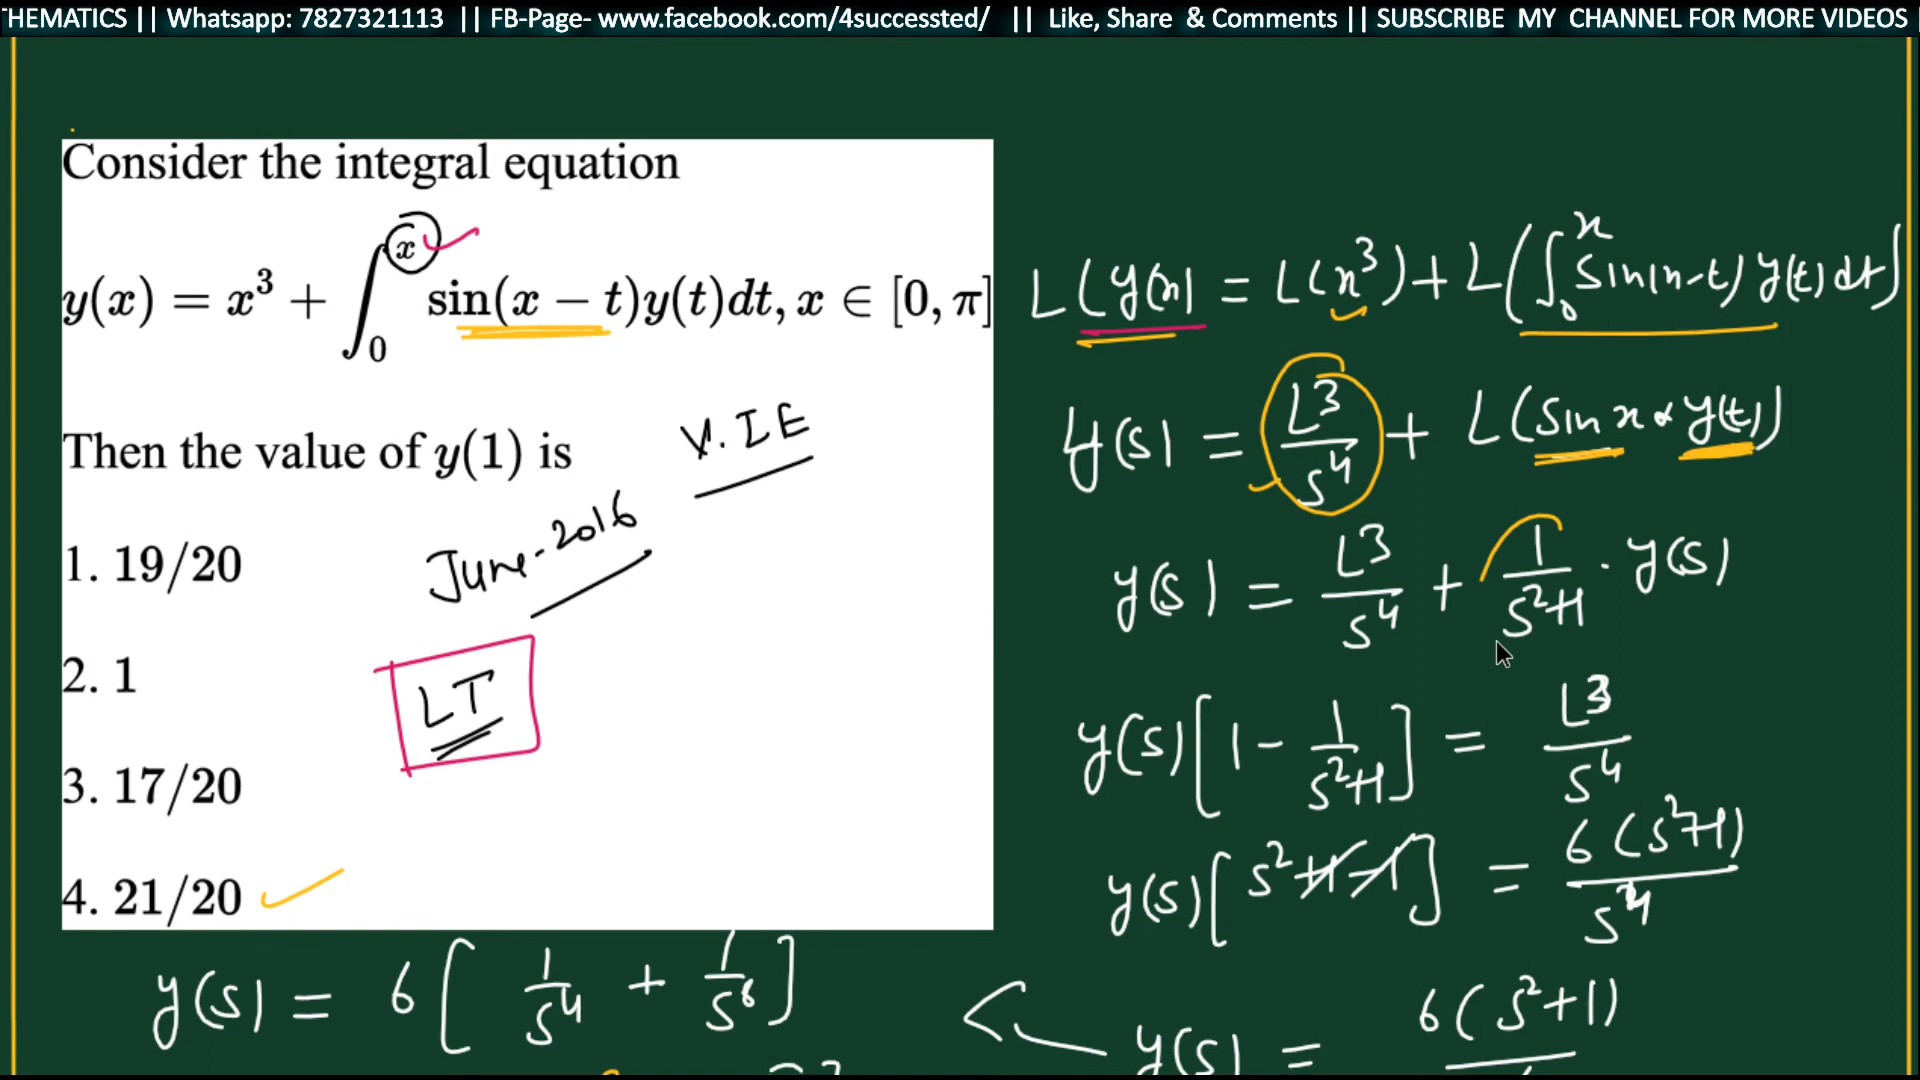 THEMATICS || Whatsapp: 7827321113 || FB-Page- www.facebook.com/4successted/ || Like, Share & Comments || SUBSCRIBE MY CHANNEL FOR MORE VIDEOS
Consider the integral equation
y(x) = x³ + ∫₀ˣ sin(x − t)y(t)dt, x ∈ [0, π]
Then the value of y(1) is
V.IE
June-2016
1. 19/20
LT
2. 1
3. 17/20
4. 21/20
L(y(x) = L(x³) + L(∫₀ˣ Sin(x-t) y(t) dt)
y(s) = L3/s⁴ + L(Sin x * y(t))
y(s) = L3/s⁴ + 1/s²+1 · y(s)
y(s)[1 - 1/s²+1] = L3/s⁴
y(s)[s²+1-1] = 6(s²+1)/s⁴
y(s) = 6(s²+1)
y(s) = 6[1/s⁴ + 1/s⁶]